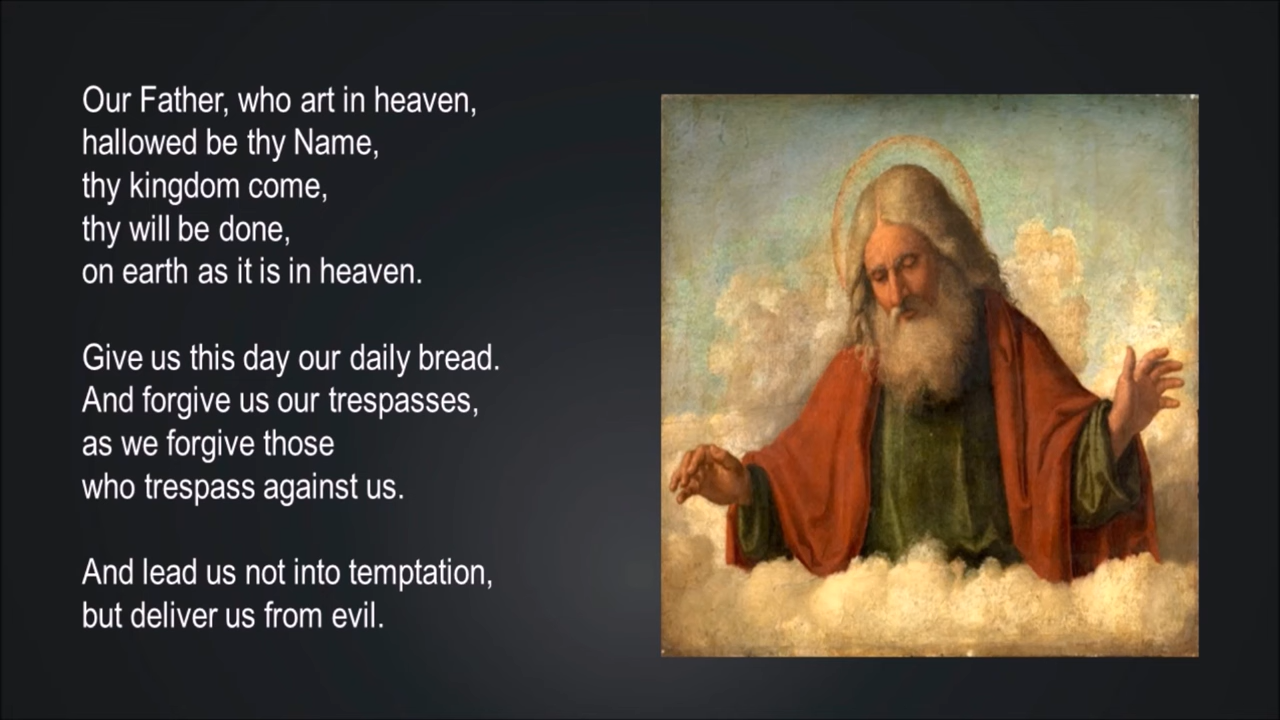 Our Father, who art in heaven,
hallowed be thy Name,
thy kingdom come,
thy will be done,
on earth as it is in heaven.
Give us this day our daily bread.
And forgive us our trespasses,
as we forgive those
who trespass against us.
And lead us not into temptation,
but deliver us from evil.